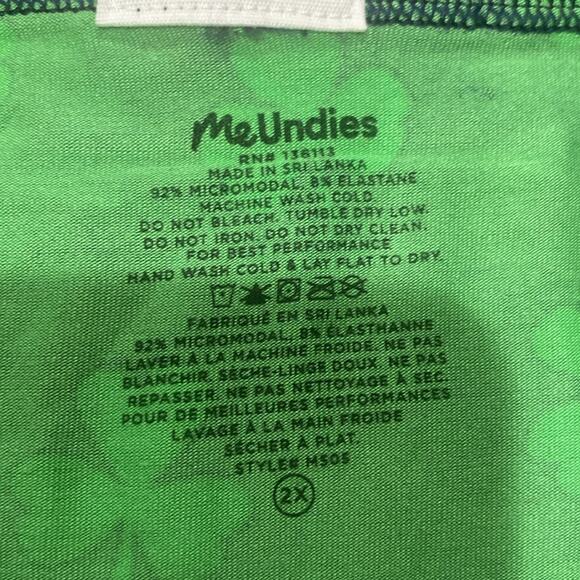 MeUndies
RN# 136113
MADE IN SRI LANKA
92% MICROMODAL, 8% ELASTANE
MACHINE WASH COLD
DO NOT BLEACH. TUMBLE DRY LOW.
DO NOT IRON. DO NOT DRY CLEAN.
FOR BEST PERFORMANCE
HAND WASH COLD & LAY FLAT TO DRY.
FABRIQUÉ EN SRI LANKA
92% MICROMODAL, 8% ÉLASTHANNE
LAVER À LA MACHINE FROIDE. NE PAS
BLANCHIR. SÈCHE-LINGE DOUX. NE PAS
REPASSER. NE PAS NETTOYAGE À SEC.
POUR DE MEILLEURES PERFORMANCES
LAVAGE À LA MAIN FROIDE
SÉCHER À PLAT.
STYLE# M505
2X